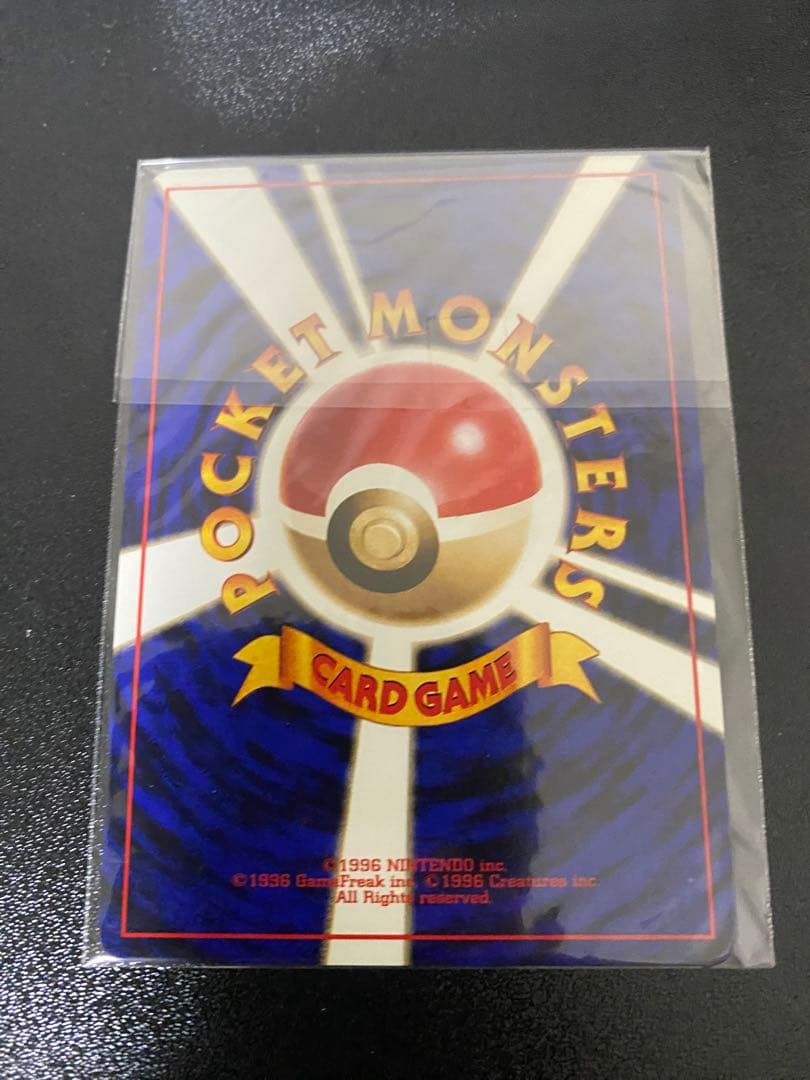 POCKET MONSTERS
CARD GAME
©1996 NINTENDO inc.
©1996 GameFreak inc. ©1996 Creatures inc.
All Rights reserved.